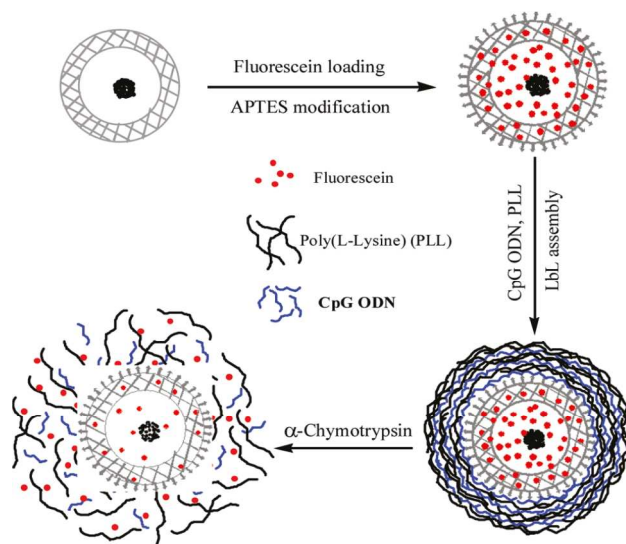 Fluorescein loading
APTES modification
Fluorescein
Poly(L-Lysine) (PLL)
CpG ODN
CpG ODN, PLL
LbL assembly
α-Chymotrypsin